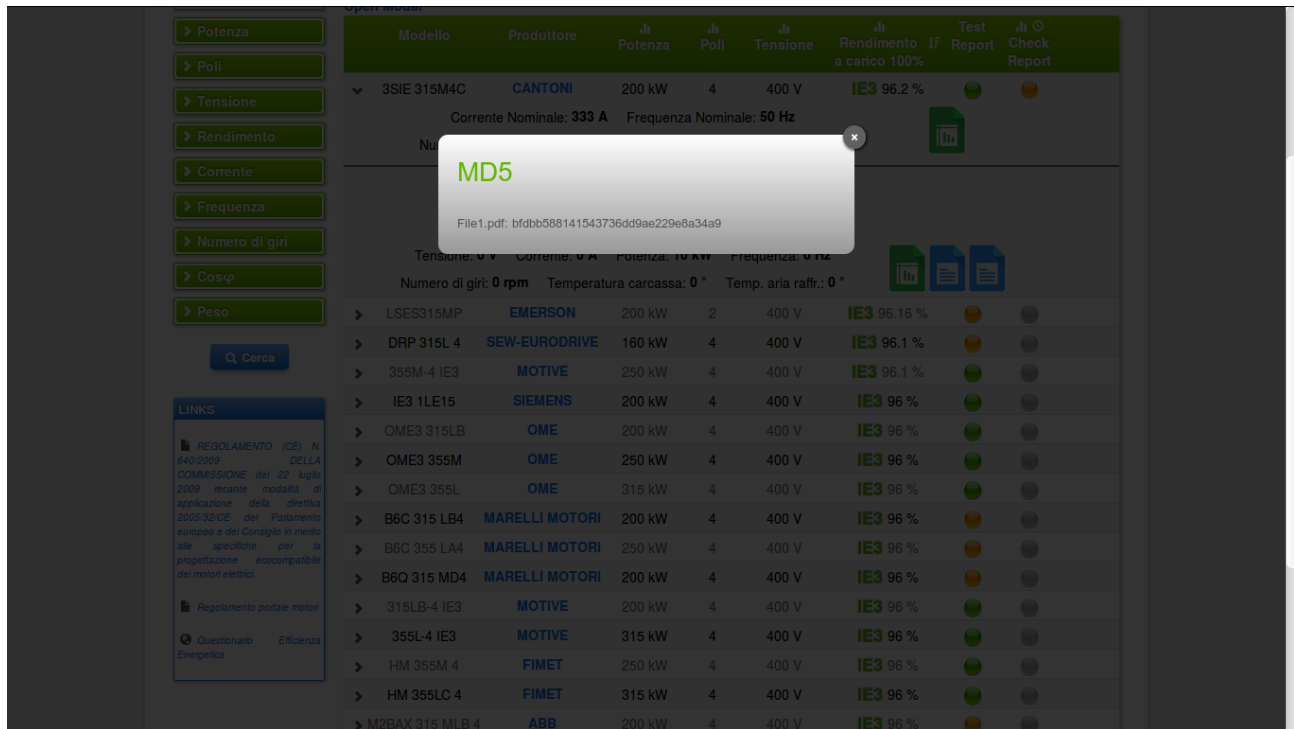 Open Modal
Potenza
Poli
Tensione
Rendimento
Corrente
Frequenza
Numero di giri
Cosφ
Peso
Cerca
LINKS
REGOLAMENTO (CE) N.
640/2009 DELLA
COMMISSIONE del 22 luglio
2009 recante modalità di
applicazione della direttiva
2005/32/CE del Parlamento
europeo e del Consiglio in merito
alle specifiche per la
progettazione ecocompatibile
dei motori elettrici.
Regolamento portale motori
Questionario Efficienza
Energetica
Modello Produttore Potenza Poli Tensione Rendimento a carico 100% Test Report Check Report
3SIE 315M4C CANTONI 200 kW 4 400 V IE3 96.2 %
Corrente Nominale: 333 A Frequenza Nominale: 50 Hz
MD5
File1.pdf: bfdbb588141543736dd9ae229e8a34a9
Tensione: 0 V Corrente: 0 A Potenza: 10 kW Frequenza: 0 Hz
Numero di giri: 0 rpm Temperatura carcassa: 0 ° Temp. aria raffr.: 0 °
LSES315MP EMERSON 200 kW 2 400 V IE3 96.16 %
DRP 315L 4 SEW-EURODRIVE 160 kW 4 400 V IE3 96.1 %
355M-4 IE3 MOTIVE 250 kW 4 400 V IE3 96.1 %
IE3 1LE15 SIEMENS 200 kW 4 400 V IE3 96 %
OME3 315LB OME 200 kW 4 400 V IE3 96 %
OME3 355M OME 250 kW 4 400 V IE3 96 %
OME3 355L OME 315 kW 4 400 V IE3 96 %
B6C 315 LB4 MARELLI MOTORI 200 kW 4 400 V IE3 96 %
B6C 355 LA4 MARELLI MOTORI 250 kW 4 400 V IE3 96 %
B6Q 315 MD4 MARELLI MOTORI 200 kW 4 400 V IE3 96 %
315LB-4 IE3 MOTIVE 200 kW 4 400 V IE3 96 %
355L-4 IE3 MOTIVE 315 kW 4 400 V IE3 96 %
HM 355M 4 FIMET 250 kW 4 400 V IE3 96 %
HM 355LC 4 FIMET 315 kW 4 400 V IE3 96 %
M2BAX 315 MLB 4 ABB 200 kW 4 400 V IE3 96 %